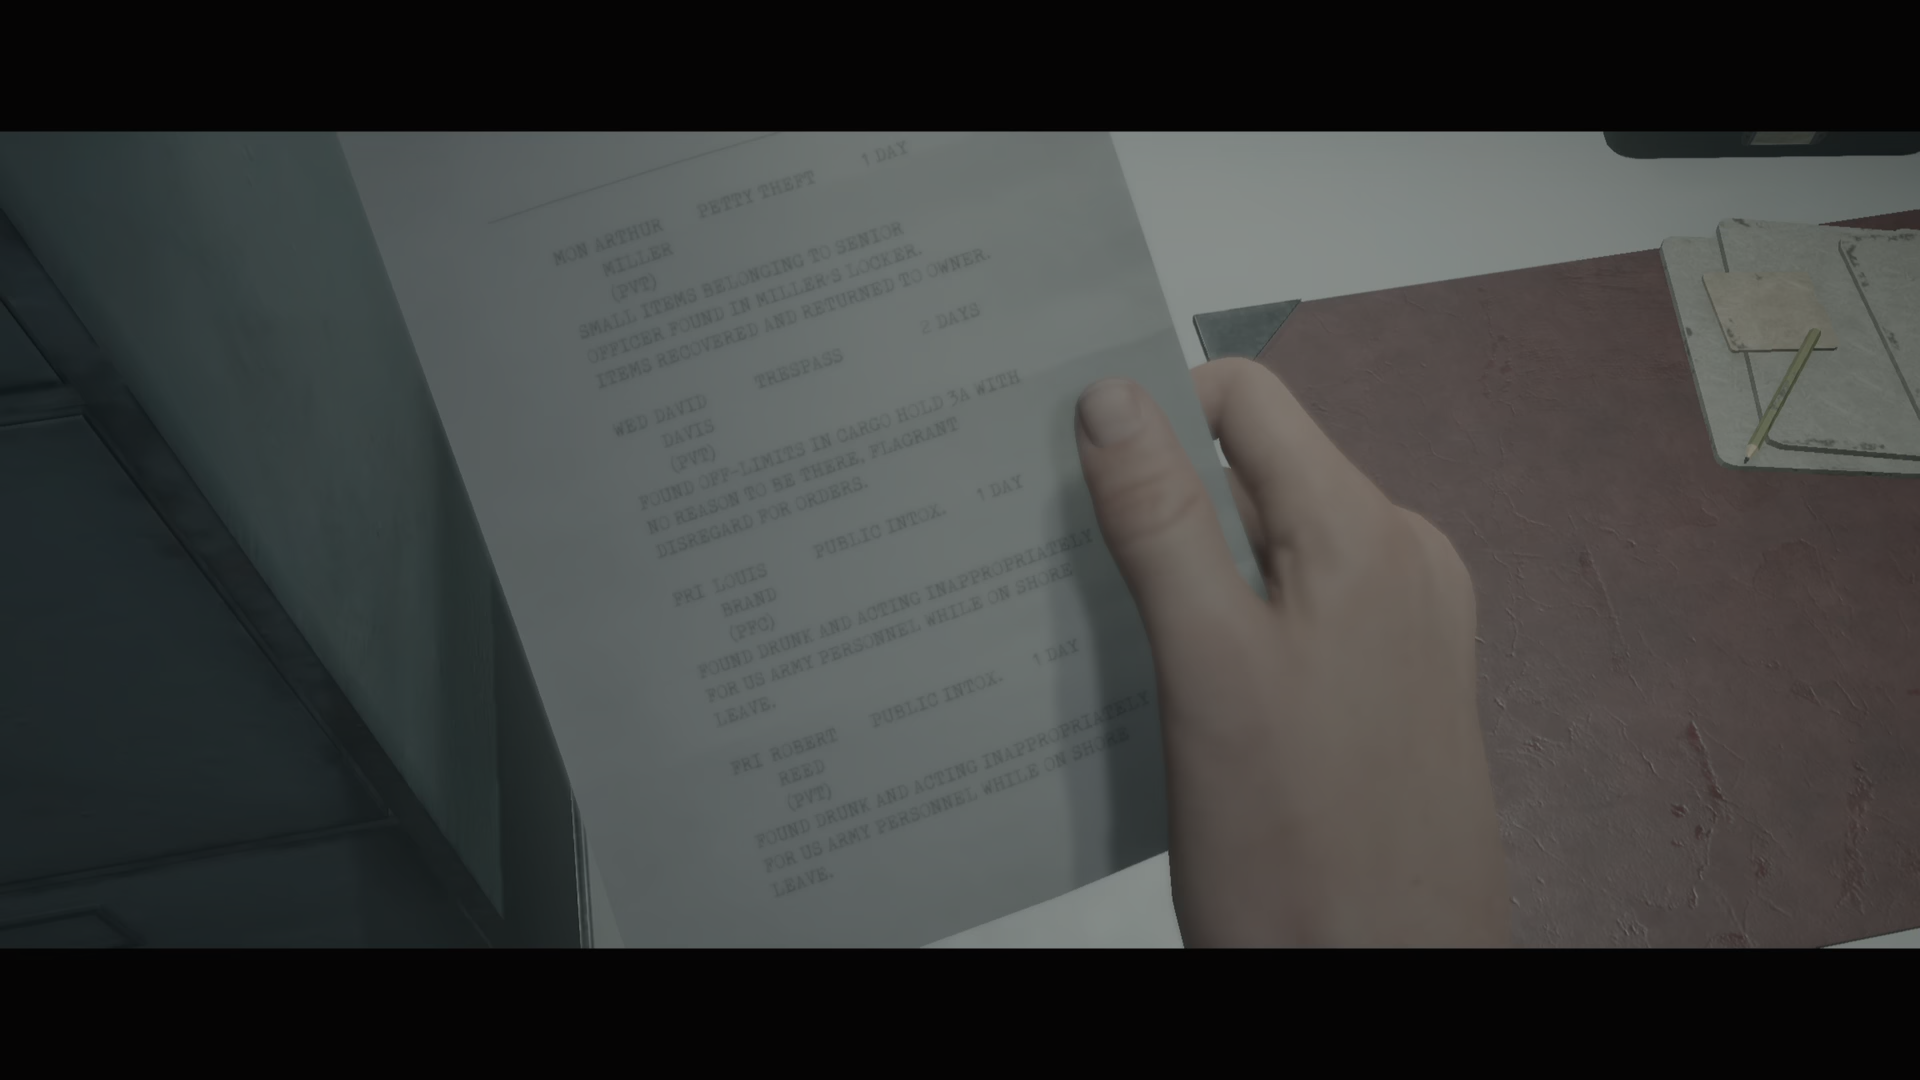 MON ARTHUR MILLER (PVT) PETTY THEFT 1 DAY
SMALL ITEMS BELONGING TO SENIOR
OFFICER FOUND IN MILLER'S LOCKER.
ITEMS RECOVERED AND RETURNED TO OWNER.
WED DAVID DAVIS (PVT) TRESPASS 2 DAYS
FOUND OFF-LIMITS IN CARGO HOLD 3A WITH
NO REASON TO BE THERE, FLAGRANT
DISREGARD FOR ORDERS.
FRI LOUIS BRAND (PFC) PUBLIC INTOX. 1 DAY
FOUND DRUNK AND ACTING INAPPROPRIATELY
FOR US ARMY PERSONNEL WHILE ON SHORE
LEAVE.
FRI ROBERT REED (PVT) PUBLIC INTOX. 1 DAY
FOUND DRUNK AND ACTING INAPPROPRIATELY
FOR US ARMY PERSONNEL WHILE ON SHORE
LEAVE.